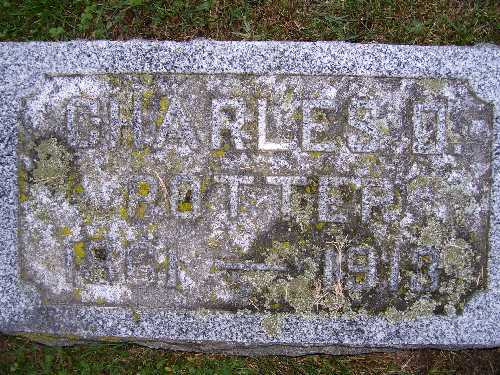 CHARLES O.
POTTER
1861 — 1913